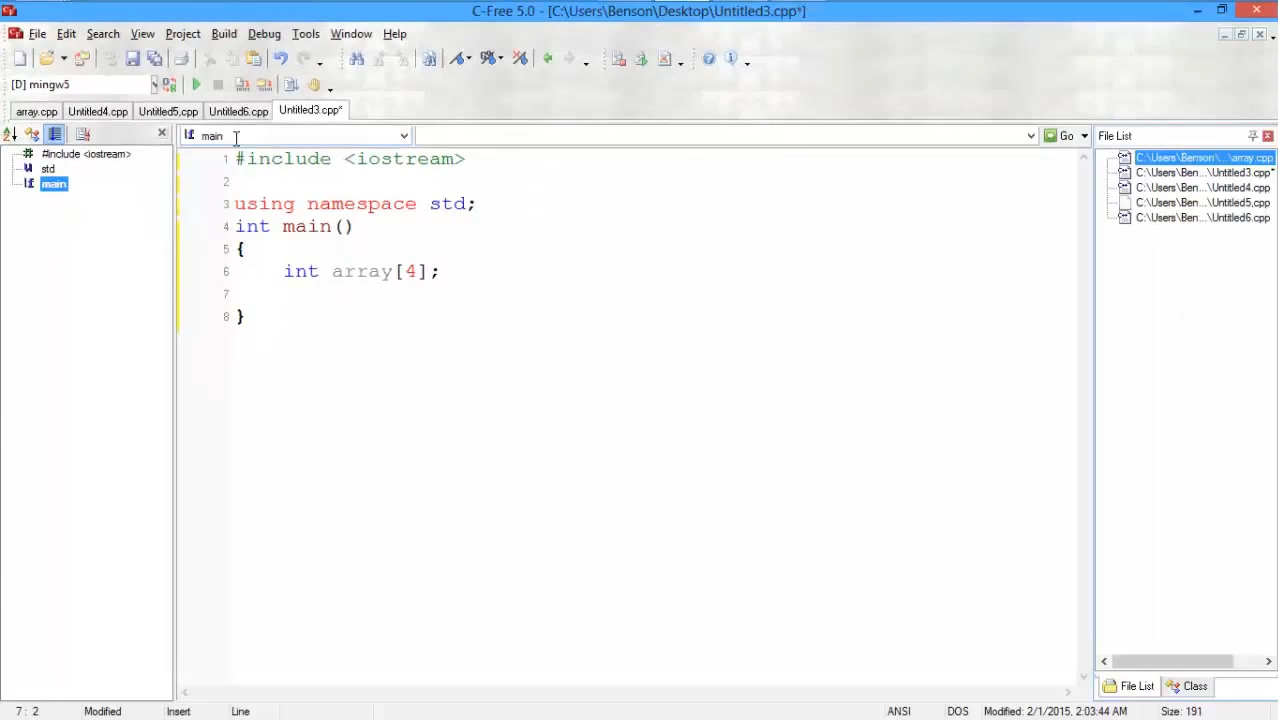 C-Free 5.0 - [C:\Users\Benson\Desktop\Untitled3.cpp*]
File Edit Search View Project Build Debug Tools Window Help
[D] mingw5
array.cpp Untitled4.cpp Untitled5.cpp Untitled6.cpp Untitled3.cpp*
main Go File List
#include <iostream>
std
main
1 #include <iostream>
2
3 using namespace std;
4 int main()
5 {
6 int array[4];
7
8 }
C:\Users\Benson\...\array.cpp
C:\Users\Ben...\Untitled3.cpp*
C:\Users\Ben...\Untitled4.cpp
C:\Users\Ben...\Untitled5.cpp
C:\Users\Ben...\Untitled6.cpp
File List Class
7 : 2 Modified Insert Line ANSI DOS Modified: 2/1/2015, 2:03:44 AM Size: 191